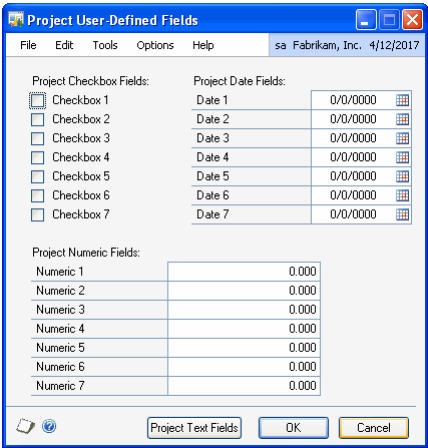 Project User-Defined Fields
File Edit Tools Options Help sa Fabrikam, Inc. 4/12/2017
Project Checkbox Fields: Project Date Fields:
Checkbox 1 Date 1 0/0/0000
Checkbox 2 Date 2 0/0/0000
Checkbox 3 Date 3 0/0/0000
Checkbox 4 Date 4 0/0/0000
Checkbox 5 Date 5 0/0/0000
Checkbox 6 Date 6 0/0/0000
Checkbox 7 Date 7 0/0/0000
Project Numeric Fields:
Numeric 1 0.000
Numeric 2 0.000
Numeric 3 0.000
Numeric 4 0.000
Numeric 5 0.000
Numeric 6 0.000
Numeric 7 0.000
Project Text Fields OK Cancel